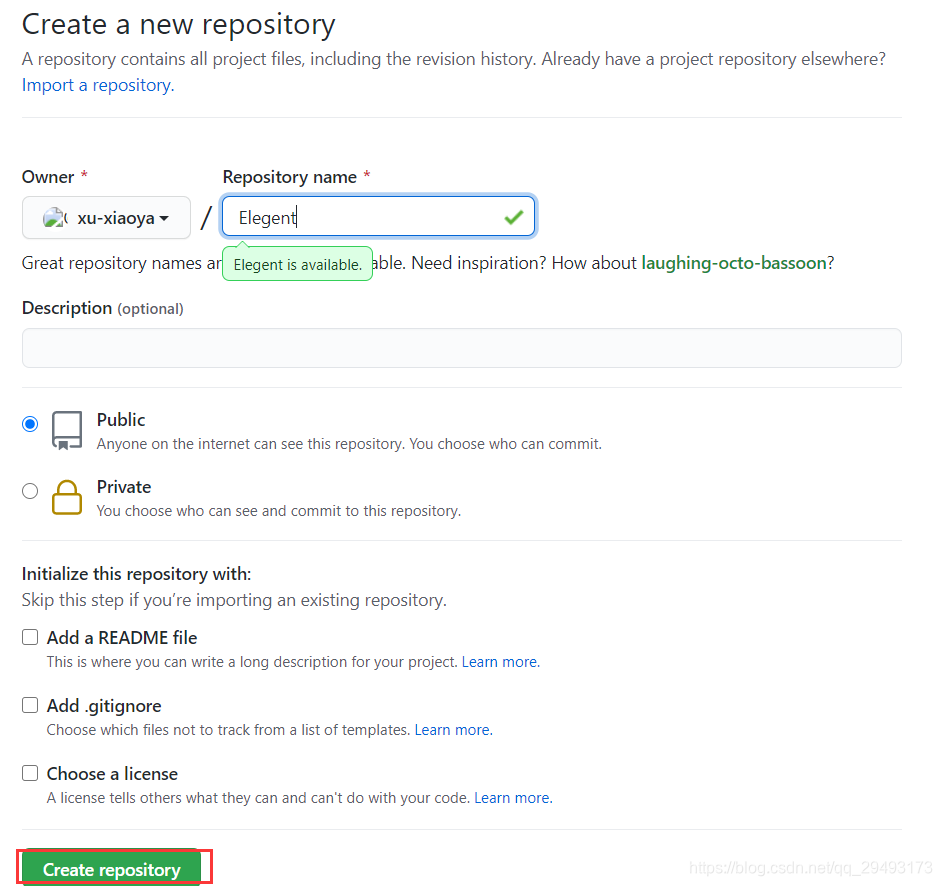 Create a new repository
A repository contains all project files, including the revision history. Already have a project repository elsewhere?
Import a repository.
Owner * Repository name *
xu-xiaoya / Elegent
Great repository names ar able. Need inspiration? How about laughing-octo-bassoon?
Elegent is available.
Description (optional)
Public
Anyone on the internet can see this repository. You choose who can commit.
Private
You choose who can see and commit to this repository.
Initialize this repository with:
Skip this step if you’re importing an existing repository.
Add a README file
This is where you can write a long description for your project. Learn more.
Add .gitignore
Choose which files not to track from a list of templates. Learn more.
Choose a license
A license tells others what they can and can't do with your code. Learn more.
Create repository
https://blog.csdn.net/qq_29493173